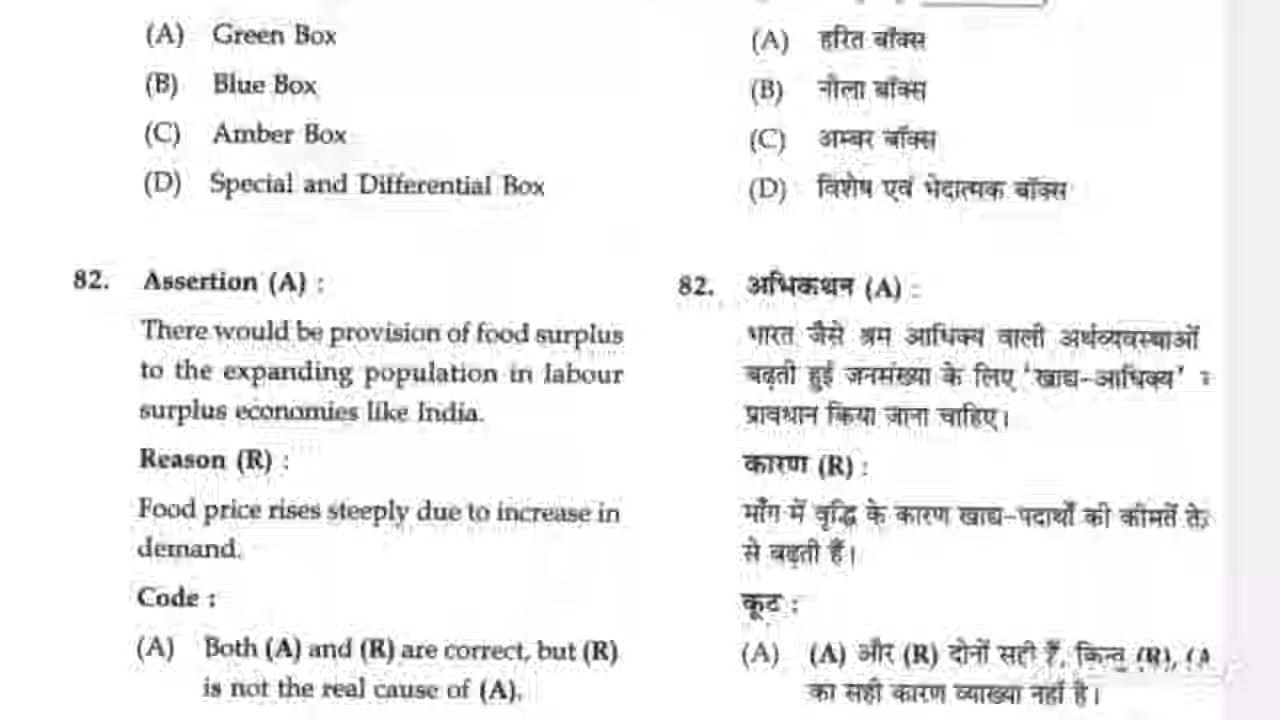 (A) Green Box
(B) Blue Box
(C) Amber Box
(D) Special and Differential Box
82. Assertion (A) :
There would be provision of food surplus
to the expanding population in labour
surplus economies like India.
Reason (R) :
Food price rises steeply due to increase in
demand.
Code :
(A) Both (A) and (R) are correct, but (R)
is not the real cause of (A).
(A) हरित बॉक्स
(B) नीला बॉक्स
(C) अम्बर बॉक्स
(D) विशेष एवं भेदात्मक बॉक्स
82. अभिकथन (A) :
भारत जैसे श्रम आधिक्य वाली अर्थव्यवस्थाओं
बढ़ती हुई जनसंख्या के लिए 'खाद्य-आधिक्य'
प्रावधान किया जाना चाहिए।
कारण (R) :
माँग में वृद्धि के कारण खाद्य-पदार्थों की कीमतें
से बढ़ती हैं।
कूट :
(A) (A) और (R) दोनों सही हैं, किन्तु (R), (A
का सही कारण व्याख्या नहीं है।